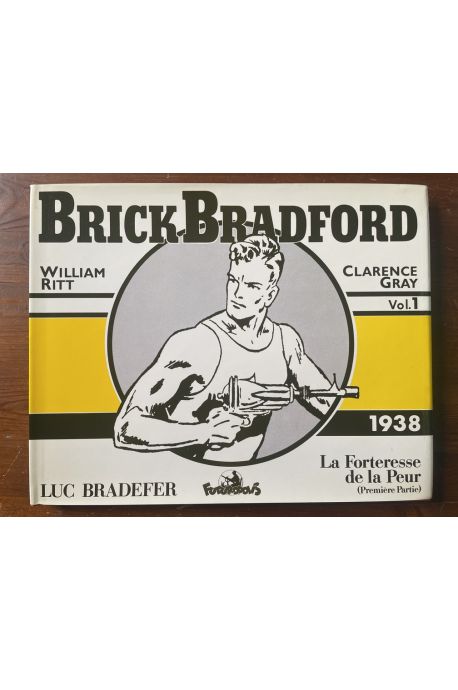 BRICK BRADFORD
WILLIAM
RITT
CLARENCE
GRAY
Vol.1
1938
La Forteresse
de la Peur
(Première Partie)
LUC BRADEFER
FUTUROPOLIS